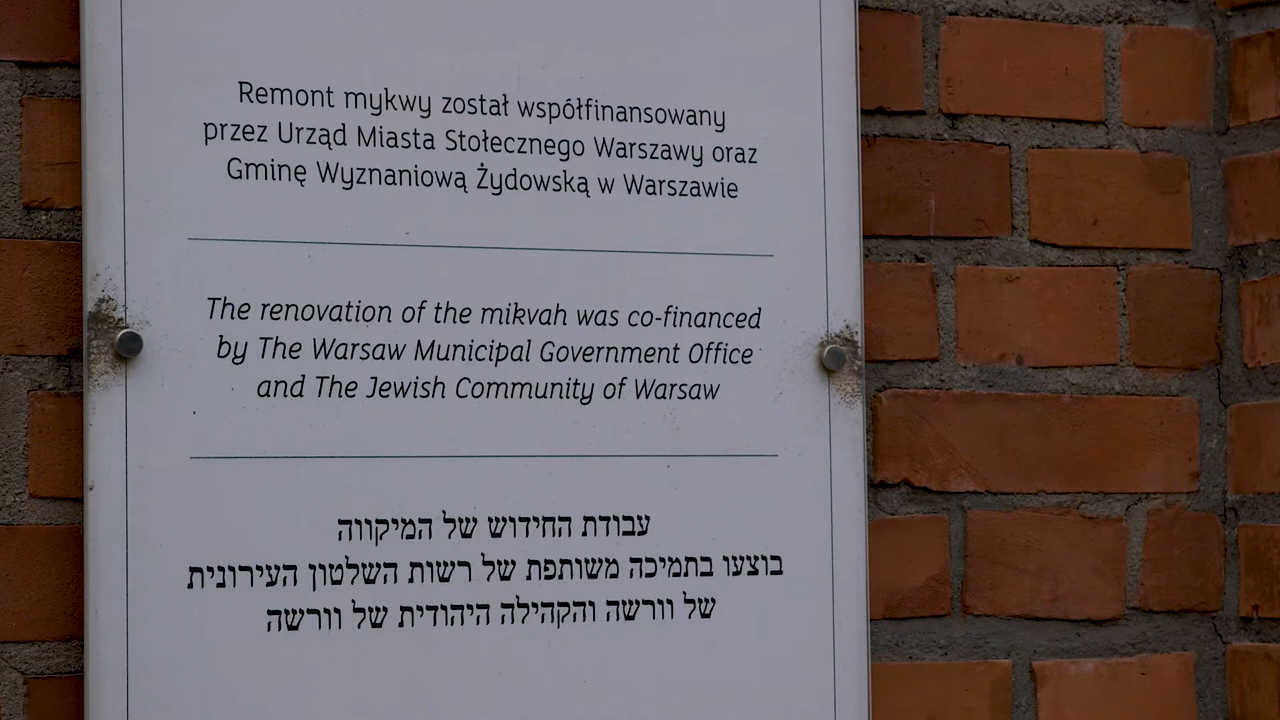 Remont mykwy został współfinansowany
przez Urząd Miasta Stołecznego Warszawy oraz
Gminę Wyznaniową Żydowską w Warszawie
The renovation of the mikvah was co-financed
by The Warsaw Municipal Government Office
and The Jewish Community of Warsaw
עבודת החידוש של המיקווה
בוצעו בתמיכה משותפת של רשות השלטון העירונית
של וורשה והקהילה היהודית של וורשה